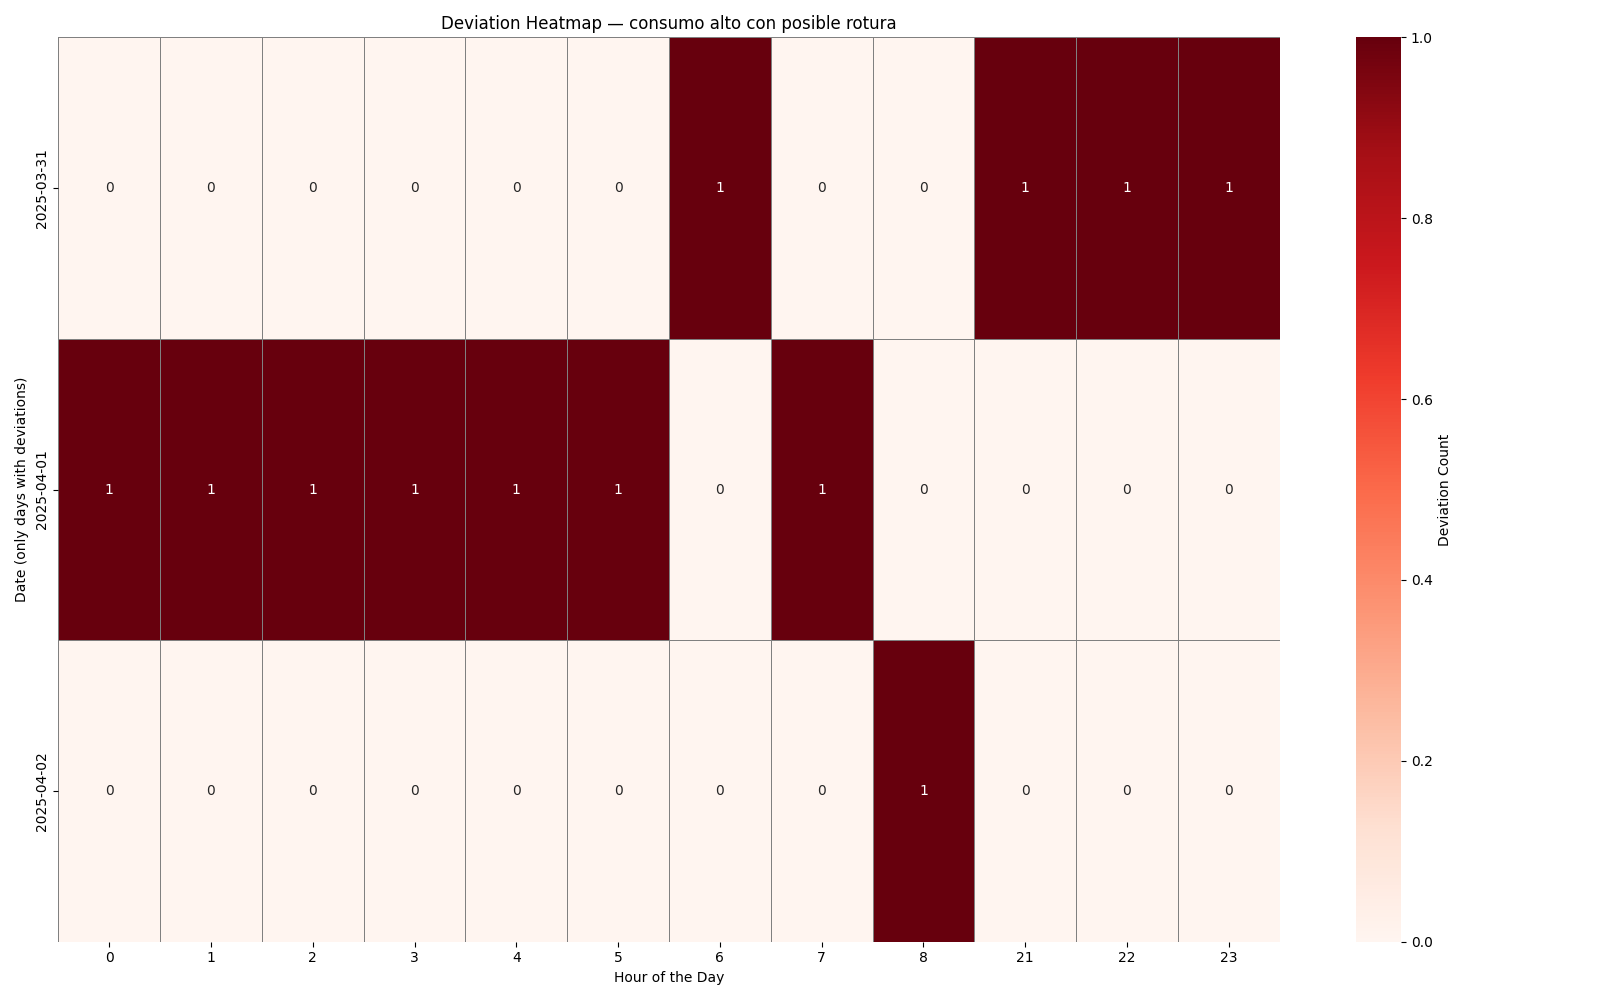 Deviation Heatmap — consumo alto con posible rotura
Date (only days with deviations)
2025-03-31
0 0 0 0 0 0 1 0 0 1 1 1
2025-04-01
1 1 1 1 1 1 0 1 0 0 0 0
2025-04-02
0 0 0 0 0 0 0 0 1 0 0 0
0 1 2 3 4 5 6 7 8 21 22 23
Hour of the Day
1.0
0.8
0.6
0.4
0.2
0.0
Deviation Count